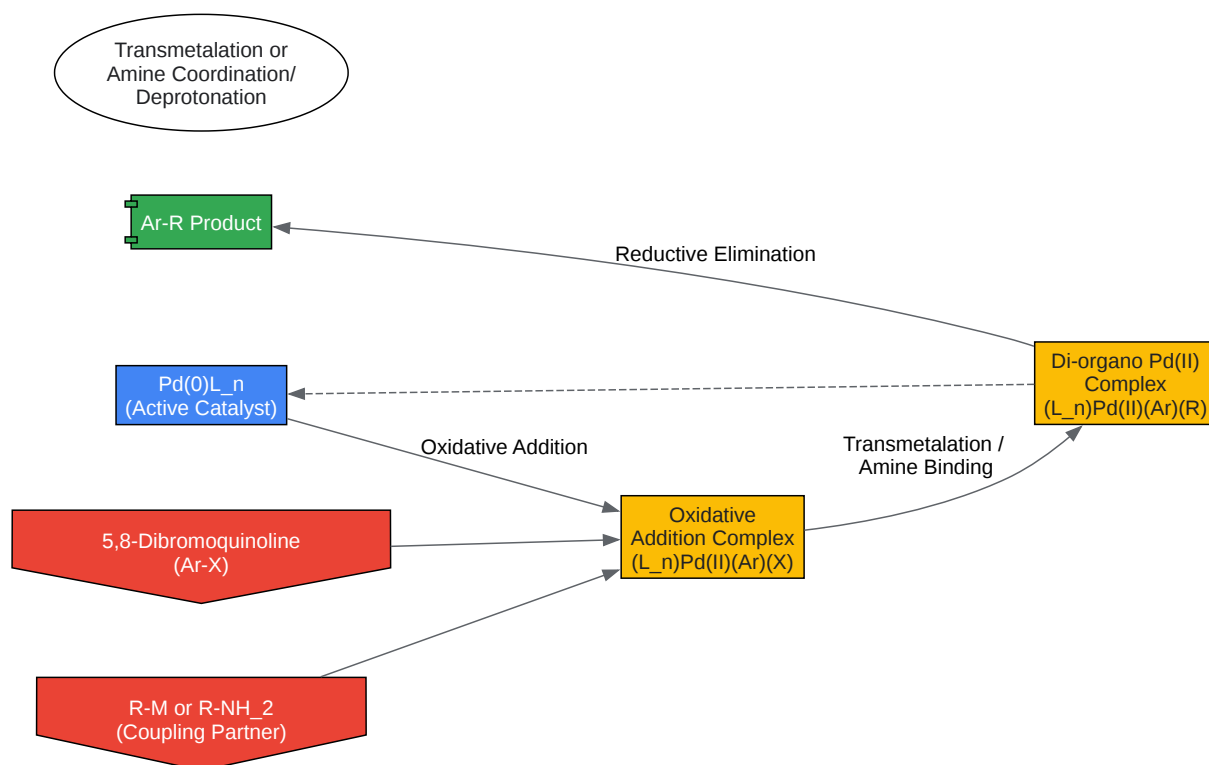 Transmetalation or
Amine Coordination/
Deprotonation
Ar-R Product
Reductive Elimination
Pd(0)L_n
(Active Catalyst)
Di-organo Pd(II)
Complex
(L_n)Pd(II)(Ar)(R)
Oxidative Addition
Transmetalation /
Amine Binding
5,8-Dibromoquinoline
(Ar-X)
Oxidative
Addition Complex
(L_n)Pd(II)(Ar)(X)
R-M or R-NH_2
(Coupling Partner)